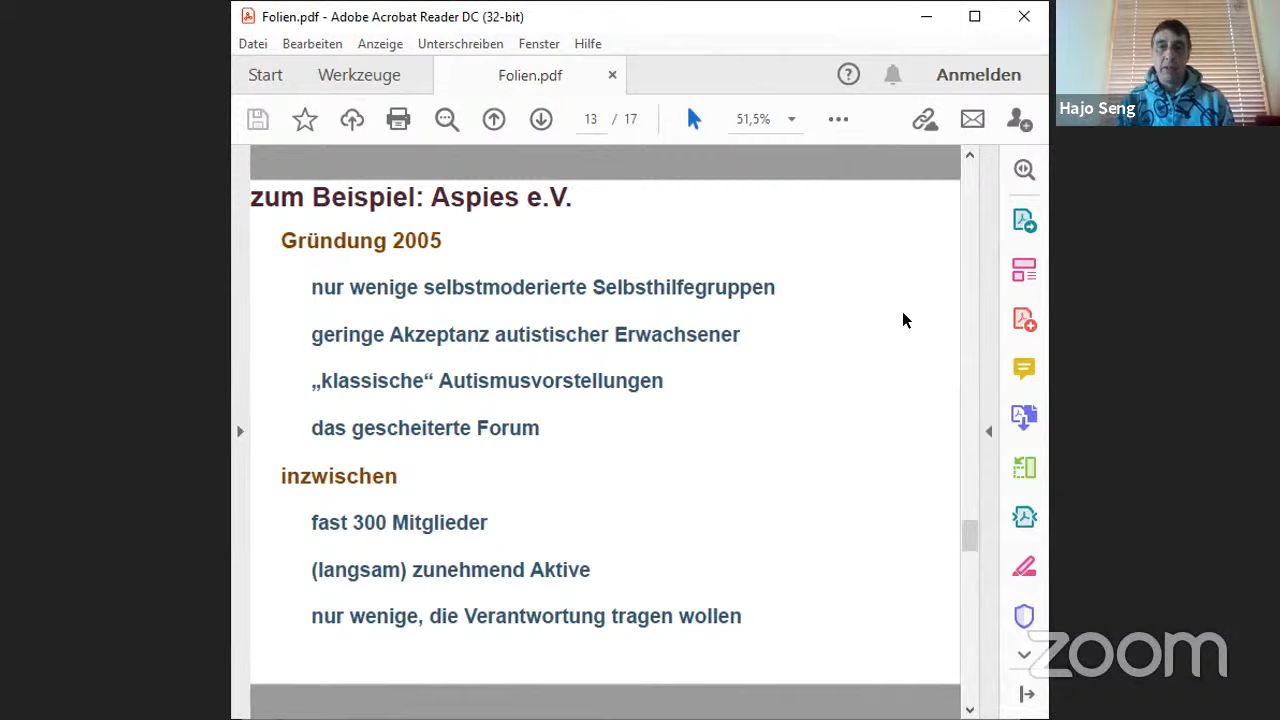 Folien.pdf - Adobe Acrobat Reader DC (32-bit)
Datei Bearbeiten Anzeige Unterschreiben Fenster Hilfe
Start Werkzeuge Folien.pdf Anmelden
13 / 17 51,5%
Hajo Seng
zum Beispiel: Aspies e.V.
Gründung 2005
nur wenige selbstmoderierte Selbsthilfegruppen
geringe Akzeptanz autistischer Erwachsener
„klassische“ Autismusvorstellungen
das gescheiterte Forum
inzwischen
fast 300 Mitglieder
(langsam) zunehmend Aktive
nur wenige, die Verantwortung tragen wollen
zoom